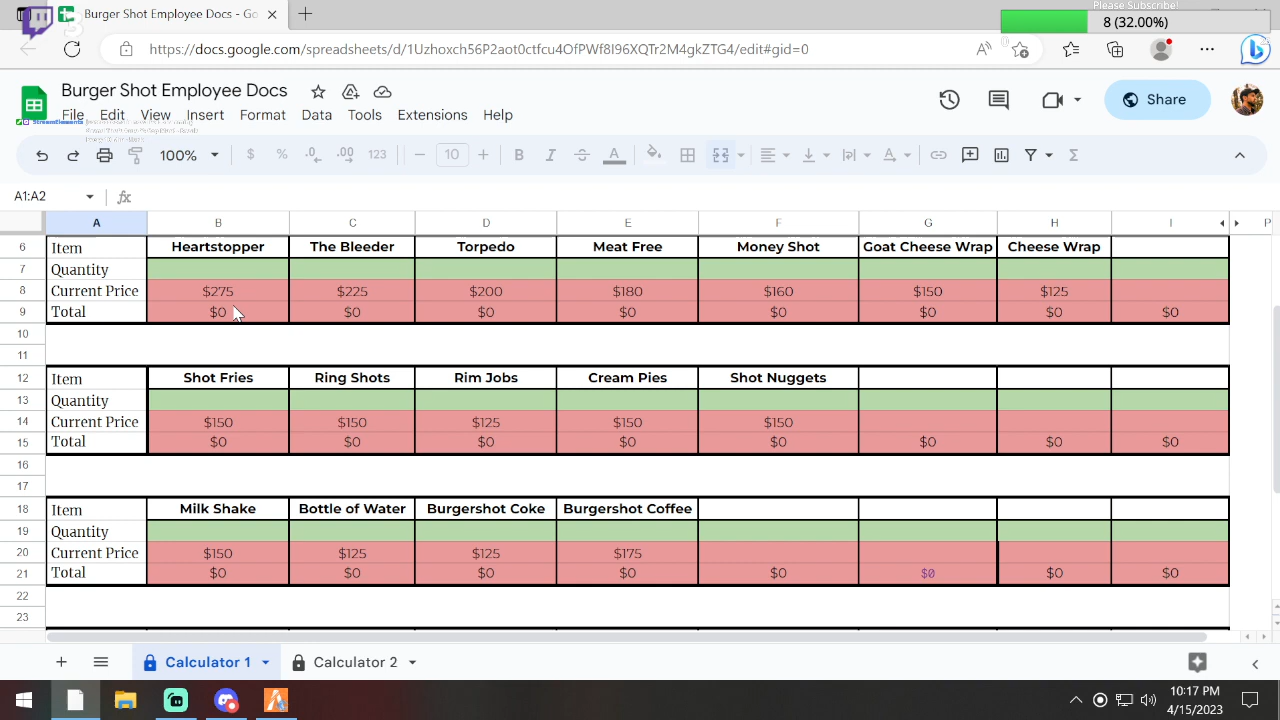 Please Subscribe!
Burger Shot Employee Docs - Go
8 (32.00%)
https://docs.google.com/spreadsheets/d/1Uzhoxch56P2aot0ctfcu4OfPWf8I96XQTr2M4gkZTG4/edit#gid=0
Burger Shot Employee Docs
Share
File Edit View Insert Format Data Tools Extensions Help
StreamElements
100% $ % .0 .00 123 10 B I A
A1:A2 fx
A B C D E F G H I P
6 Item Heartstopper The Bleeder Torpedo Meat Free Money Shot Goat Cheese Wrap Cheese Wrap
7 Quantity
8 Current Price $275 $225 $200 $180 $160 $150 $125
9 Total $0 $0 $0 $0 $0 $0 $0 $0
10
11
12 Item Shot Fries Ring Shots Rim Jobs Cream Pies Shot Nuggets
13 Quantity
14 Current Price $150 $150 $125 $150 $150
15 Total $0 $0 $0 $0 $0 $0 $0 $0
16
17
18 Item Milk Shake Bottle of Water Burgershot Coke Burgershot Coffee
19 Quantity
20 Current Price $150 $125 $125 $175
21 Total $0 $0 $0 $0 $0 $0 $0 $0
22
23
Calculator 1 Calculator 2
10:17 PM
4/15/2023